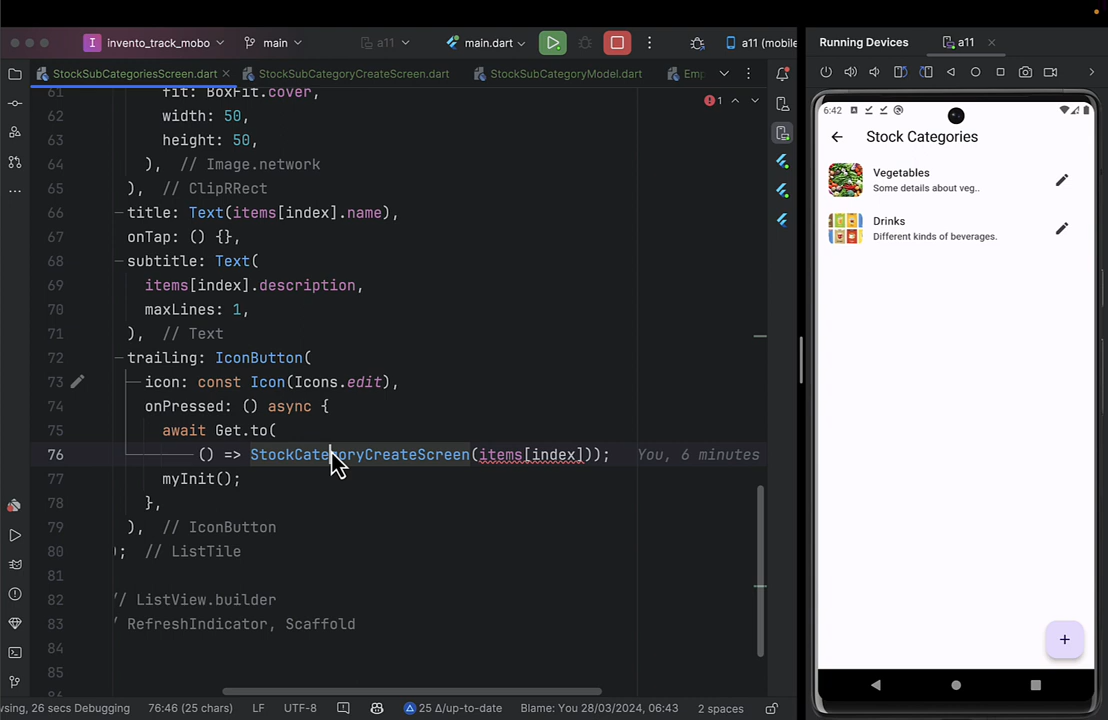 invento_track_mobo
main
a11
main.dart
a11 (mobile
Running Devices
a11
StockSubCategoriesScreen.dart
StockSubCategoryCreateScreen.dart
StockSubCategoryModel.dart
Emp
61 fit: BoxFit.cover,
1
62 width: 50,
63 height: 50,
64 ), // Image.network
65 ), // ClipRRect
66 title: Text(items[index].name),
67 onTap: () {},
68 subtitle: Text(
69 items[index].description,
70 maxLines: 1,
71 ), // Text
72 trailing: IconButton(
73 icon: const Icon(Icons.edit),
74 onPressed: () async {
75 await Get.to(
76 () => StockCategoryCreateScreen(items[index])); You, 6 minutes
77 myInit();
78 },
79 ), // IconButton
80 ); // ListTile
81
82 // ListView.builder
83 / RefreshIndicator, Scaffold
84
85
86
wsing, 26 secs Debugging
76:46 (25 chars)
LF
UTF-8
25 Δ/up-to-date
Blame: You 28/03/2024, 06:43
2 spaces
6:42
Stock Categories
Vegetables
Some details about veg..
Drinks
Different kinds of beverages.
+